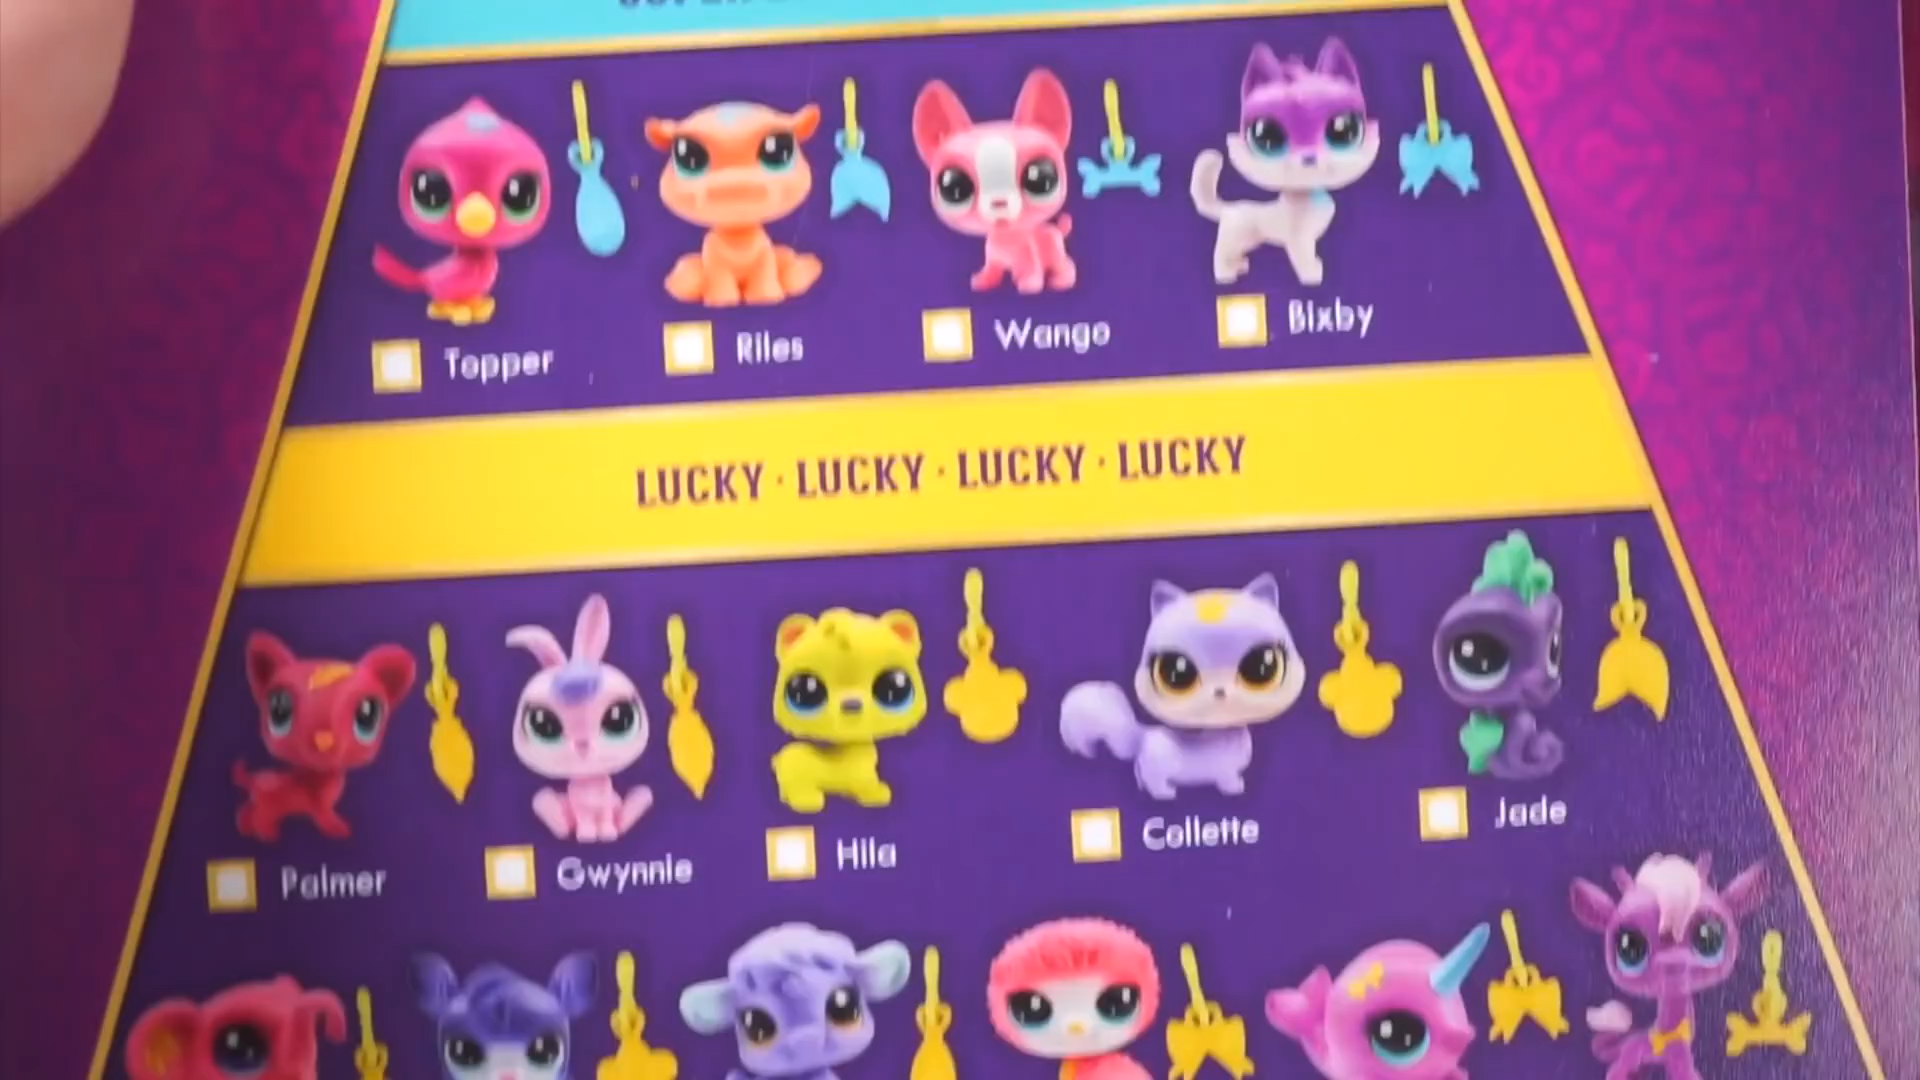 Topper
Riles
Wango
Bixby
LUCKY · LUCKY · LUCKY · LUCKY
Palmer
Gwynnie
Hila
Collette
Jade